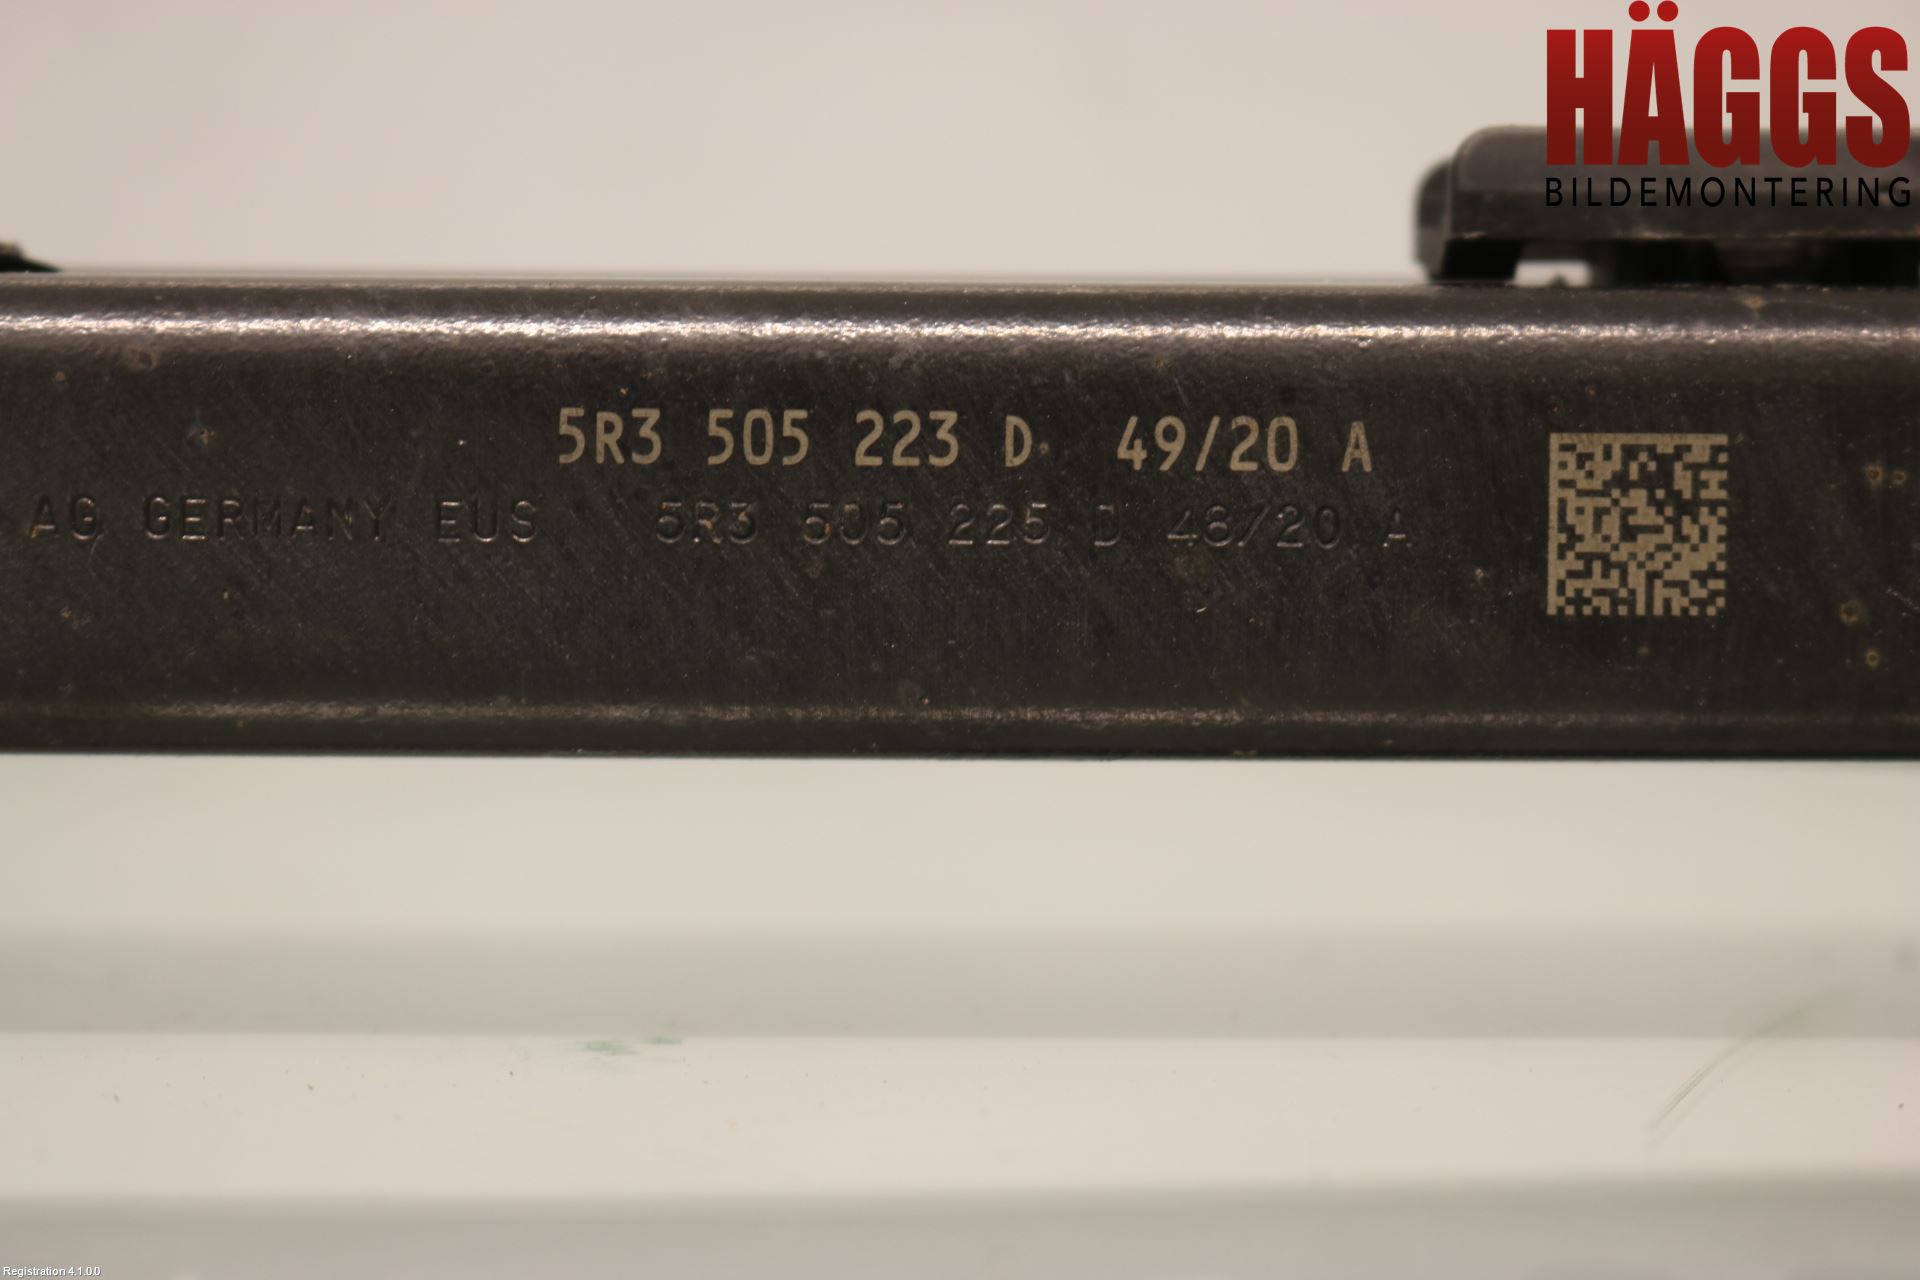 HÄGGS
BILDEMONTERING
5R3 505 223 D 49/20 A
AG GERMANY EUS 5R3 505 225 D 48/20 A
Registration 4.1.0.0